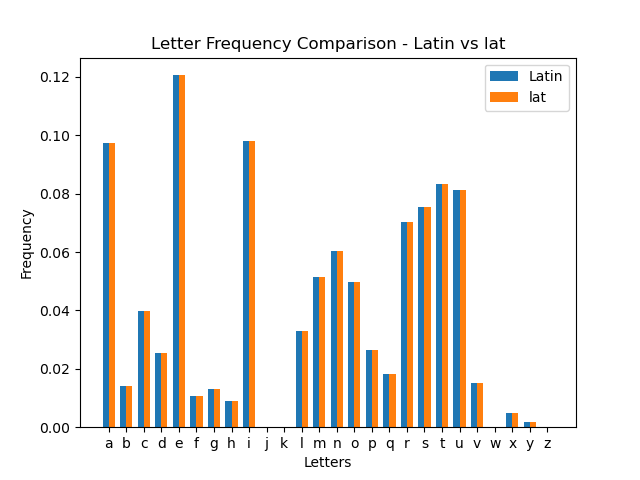 Letter Frequency Comparison - Latin vs lat
Latin
lat
0.12
0.10
0.08
0.06
0.04
0.02
0.00
Frequency
a b c d e f g h i j k l m n o p q r s t u v w x y z
Letters